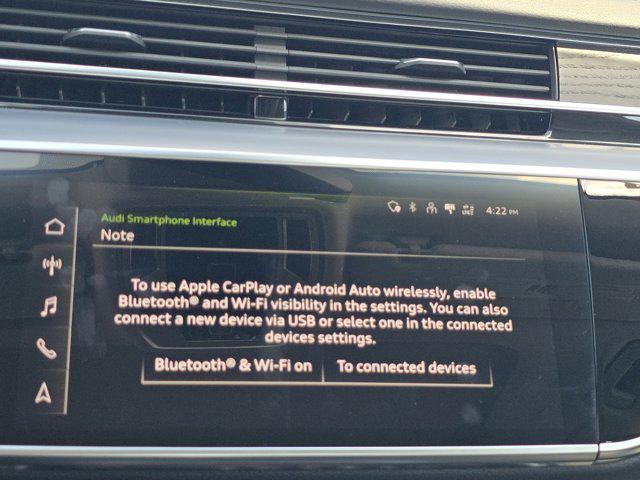 4:22 PM
Audi Smartphone Interface
Note
To use Apple CarPlay or Android Auto wirelessly, enable
Bluetooth® and Wi-Fi visibility in the settings. You can also
connect a new device via USB or select one in the connected
devices settings.
Bluetooth® & Wi-Fi on
To connected devices